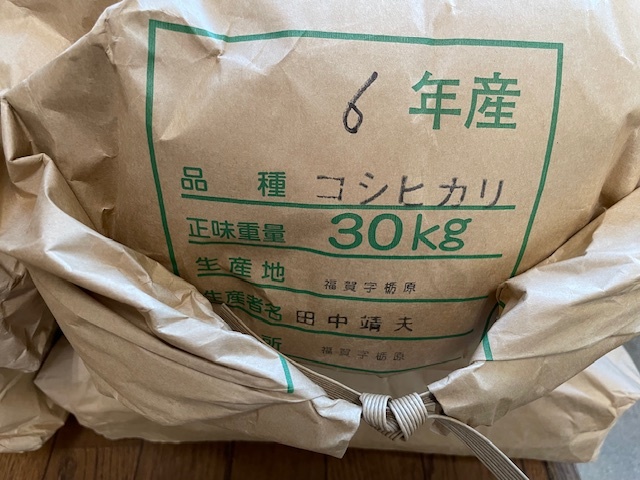 6 年産
品種 コシヒカリ
正味重量 30kg
生産地 福賀字栃原
生産者名 田中靖夫
所 福賀字栃原